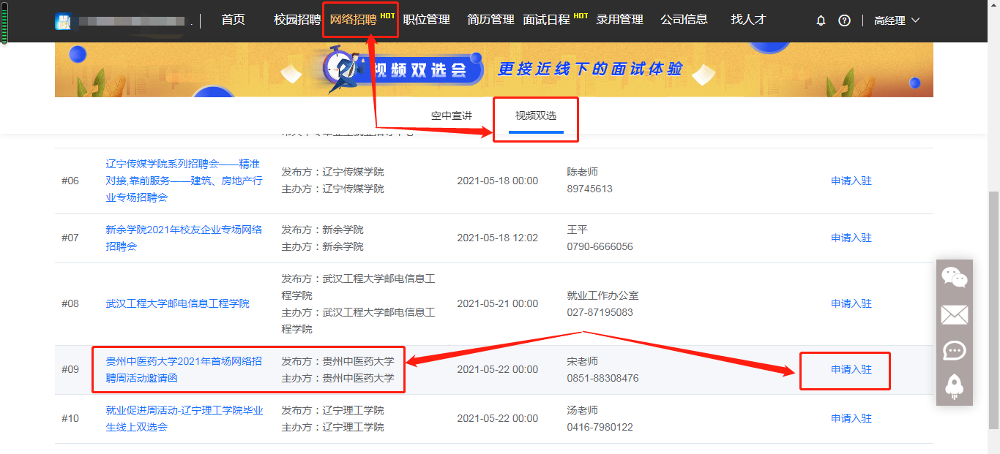 首页
校园招聘
网络招聘 HOT
职位管理
简历管理
面试日程 HOT
录用管理
公司信息
找人才
高经理
视频双选会
更接近线下的面试体验
空中宣讲
视频双选
#06
辽宁传媒学院系列招聘会——精准
对接,靠前服务——建筑、房地产行
业专场招聘会
发布方：辽宁传媒学院
主办方：辽宁传媒学院
2021-05-18 00:00
陈老师
89745613
申请入驻
#07
新余学院2021年校友企业专场网络
招聘会
发布方：新余学院
主办方：新余学院
2021-05-18 12:02
王平
0790-6666056
申请入驻
#08
武汉工程大学邮电信息工程学院
发布方：武汉工程大学邮电信息工
程学院
主办方：武汉工程大学邮电信息工
程学院
2021-05-21 00:00
就业工作办公室
027-87195083
申请入驻
#09
贵州中医药大学2021年首场网络招
聘周活动邀请函
发布方：贵州中医药大学
主办方：贵州中医药大学
2021-05-22 00:00
宋老师
0851-88308476
申请入驻
#10
就业促进周活动-辽宁理工学院毕业
生线上双选会
发布方：辽宁理工学院
主办方：辽宁理工学院
2021-05-22 00:00
汤老师
0416-7980122
申请入驻